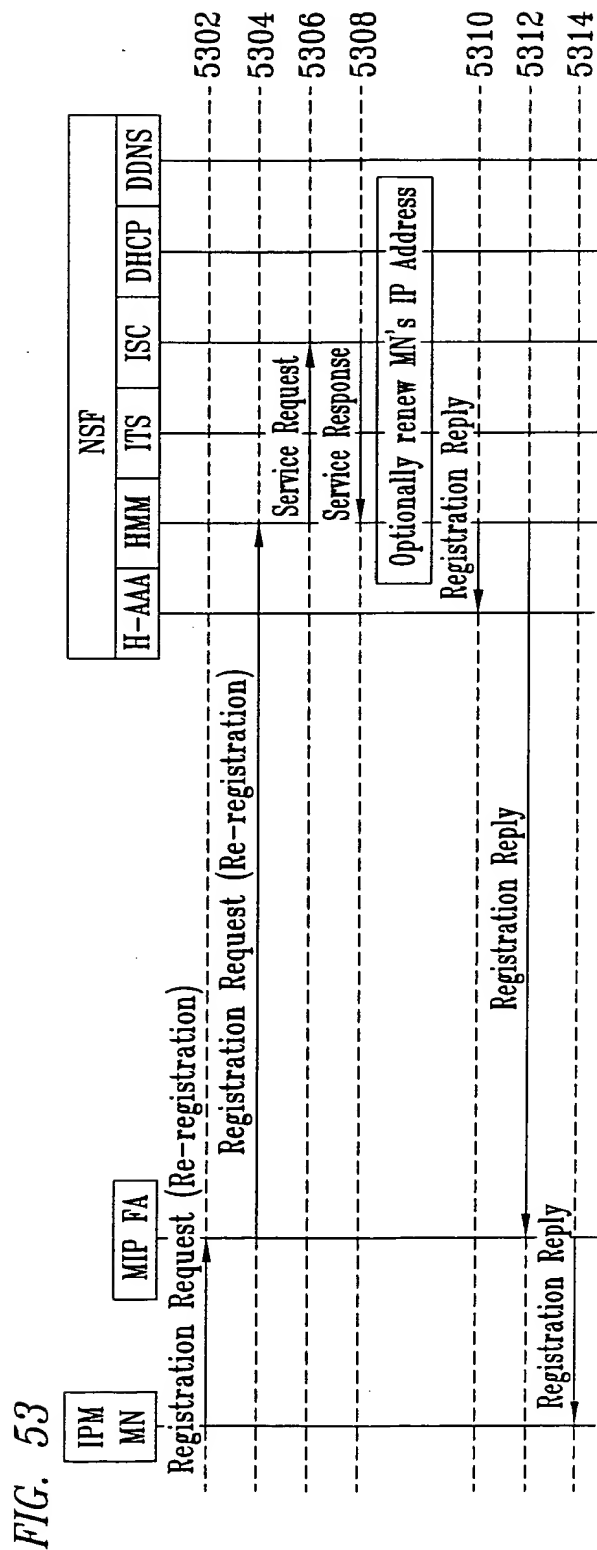 FIG. 53
IPM
MN
MIP FA
NSF
H-AAA
HMM
ITS
ISC
DHCP
DDNS
Registration Request (Re-registration)
5302
Registration Request (Re-registration)
5304
Service Request
5306
Service Response
5308
Optionally renew MN's IP Address
Registration Reply
5310
Registration Reply
5312
Registration Reply
5314